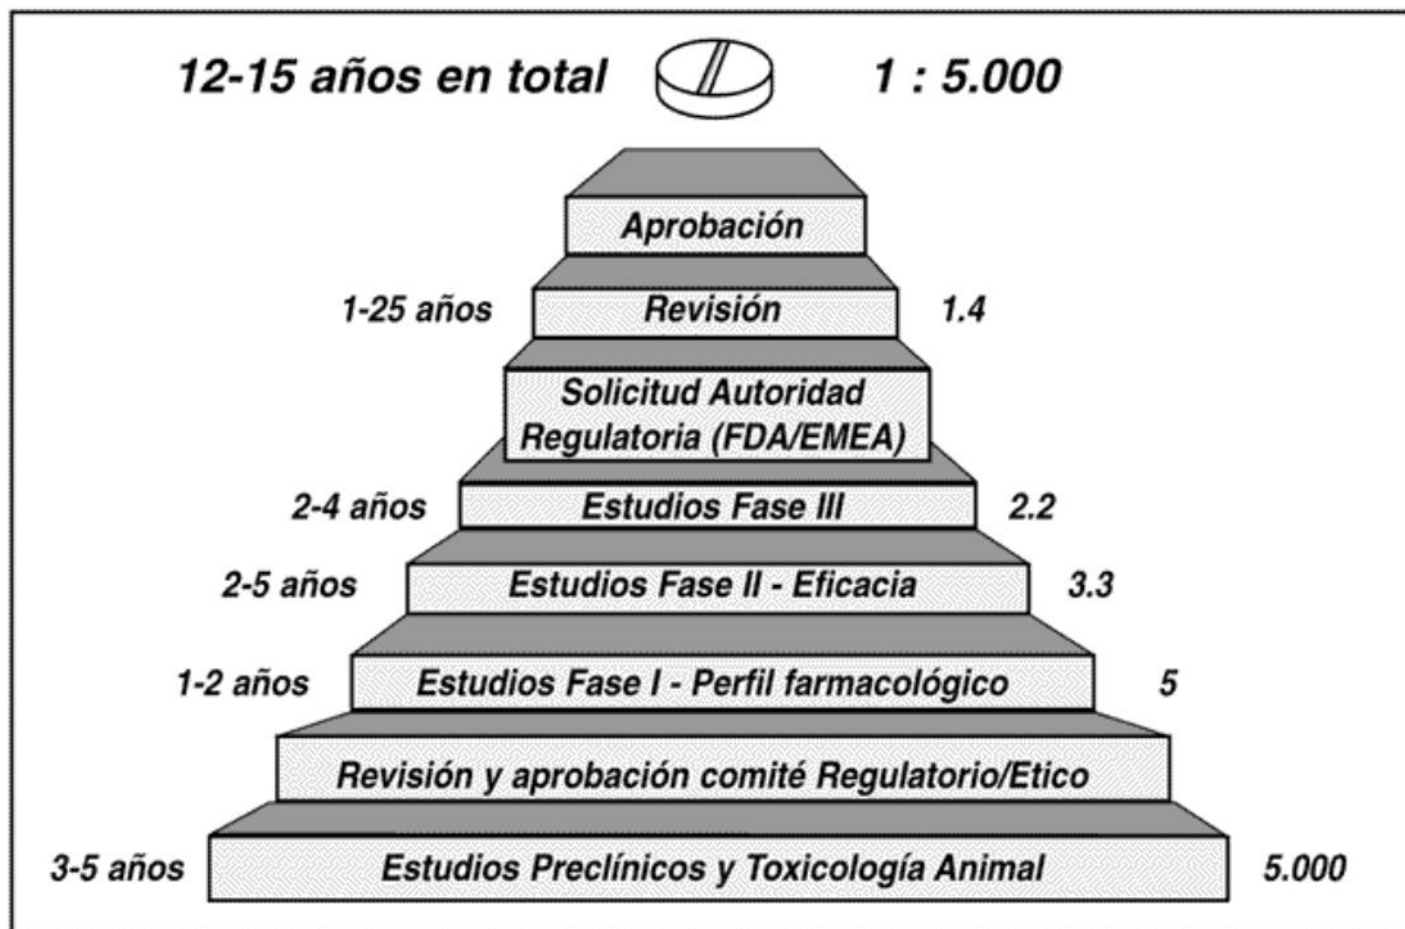 12-15 años en total
1 : 5.000
Aprobación
1-25 años
Revisión
1.4
Solicitud Autoridad
Regulatoria (FDA/EMEA)
2-4 años
Estudios Fase III
2.2
2-5 años
Estudios Fase II - Eficacia
3.3
1-2 años
Estudios Fase I - Perfil farmacológico
5
Revisión y aprobación comité Regulatorio/Etico
3-5 años
Estudios Preclínicos y Toxicología Animal
5.000